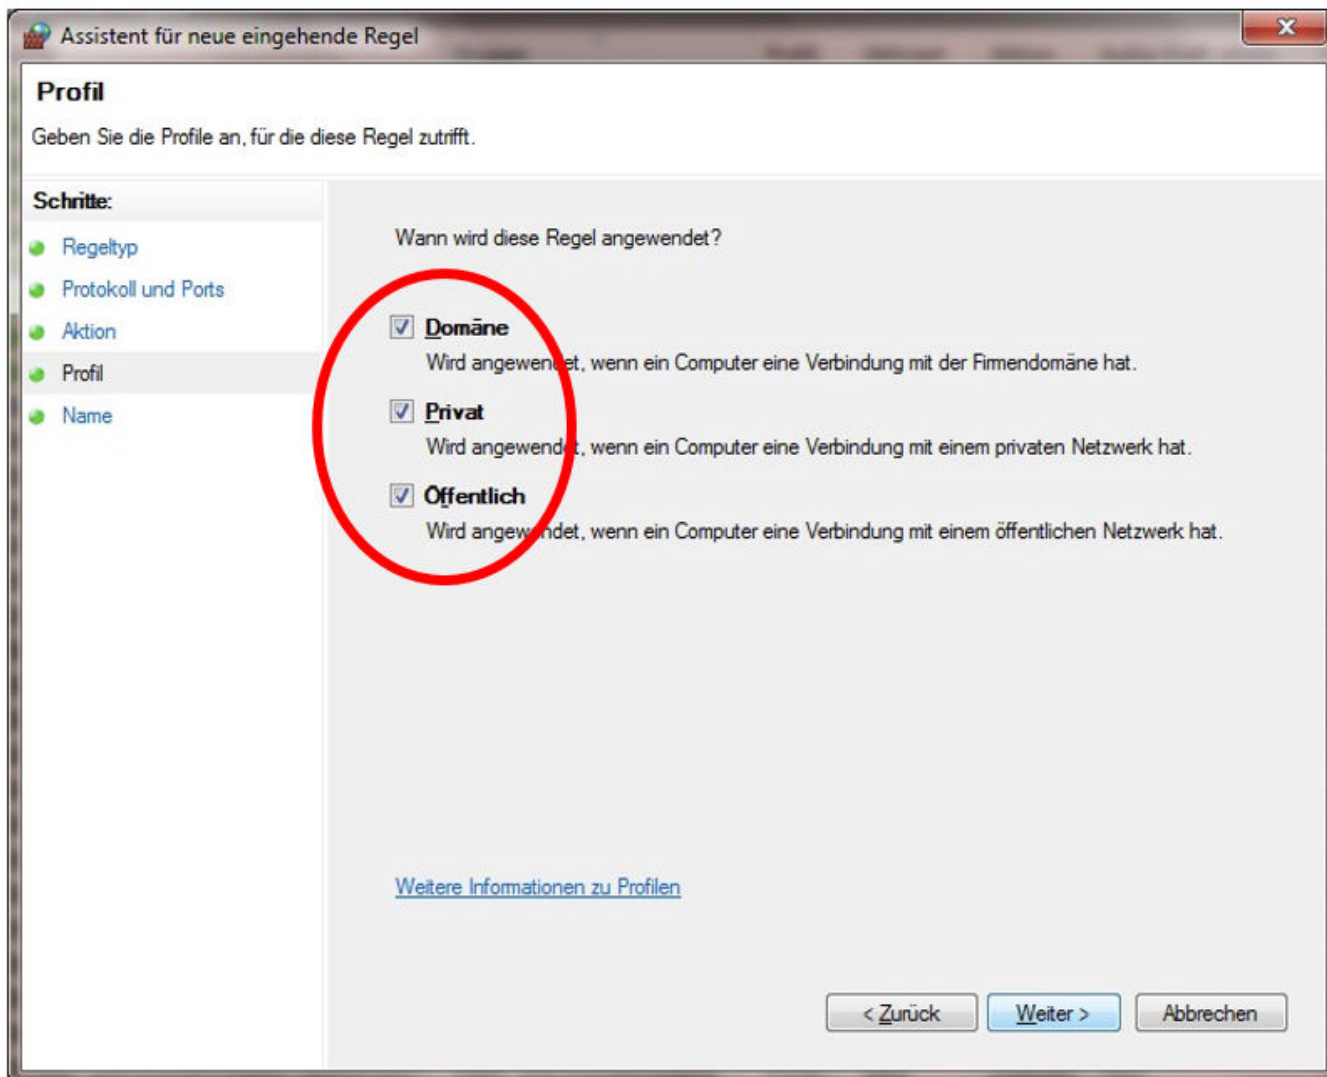 Assistent für neue eingehende Regel
Profil
Geben Sie die Profile an, für die diese Regel zutrifft.
Schritte:
Regeltyp
Protokoll und Ports
Aktion
Profil
Name
Wann wird diese Regel angewendet?
Domäne
Wird angewendet, wenn ein Computer eine Verbindung mit der Firmendomäne hat.
Privat
Wird angewendet, wenn ein Computer eine Verbindung mit einem privaten Netzwerk hat.
Öffentlich
Wird angewendet, wenn ein Computer eine Verbindung mit einem öffentlichen Netzwerk hat.
Weitere Informationen zu Profilen
< Zurück
Weiter >
Abbrechen